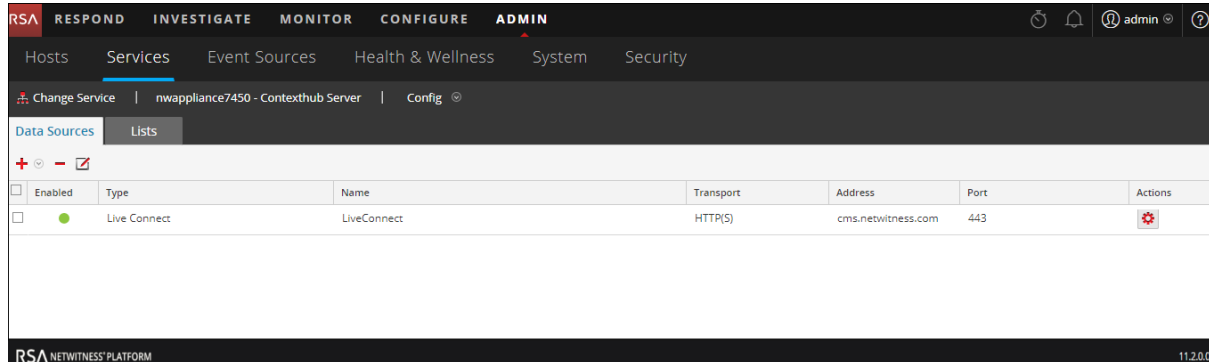 RSA RESPOND INVESTIGATE MONITOR CONFIGURE ADMIN admin ?
Hosts Services Event Sources Health & Wellness System Security
Change Service | nwappliance7450 - Contexthub Server | Config
Data Sources Lists
Enabled Type Name Transport Address Port Actions
Live Connect LiveConnect HTTP(S) cms.netwitness.com 443
RSA NETWITNESS® PLATFORM 11.2.0.0